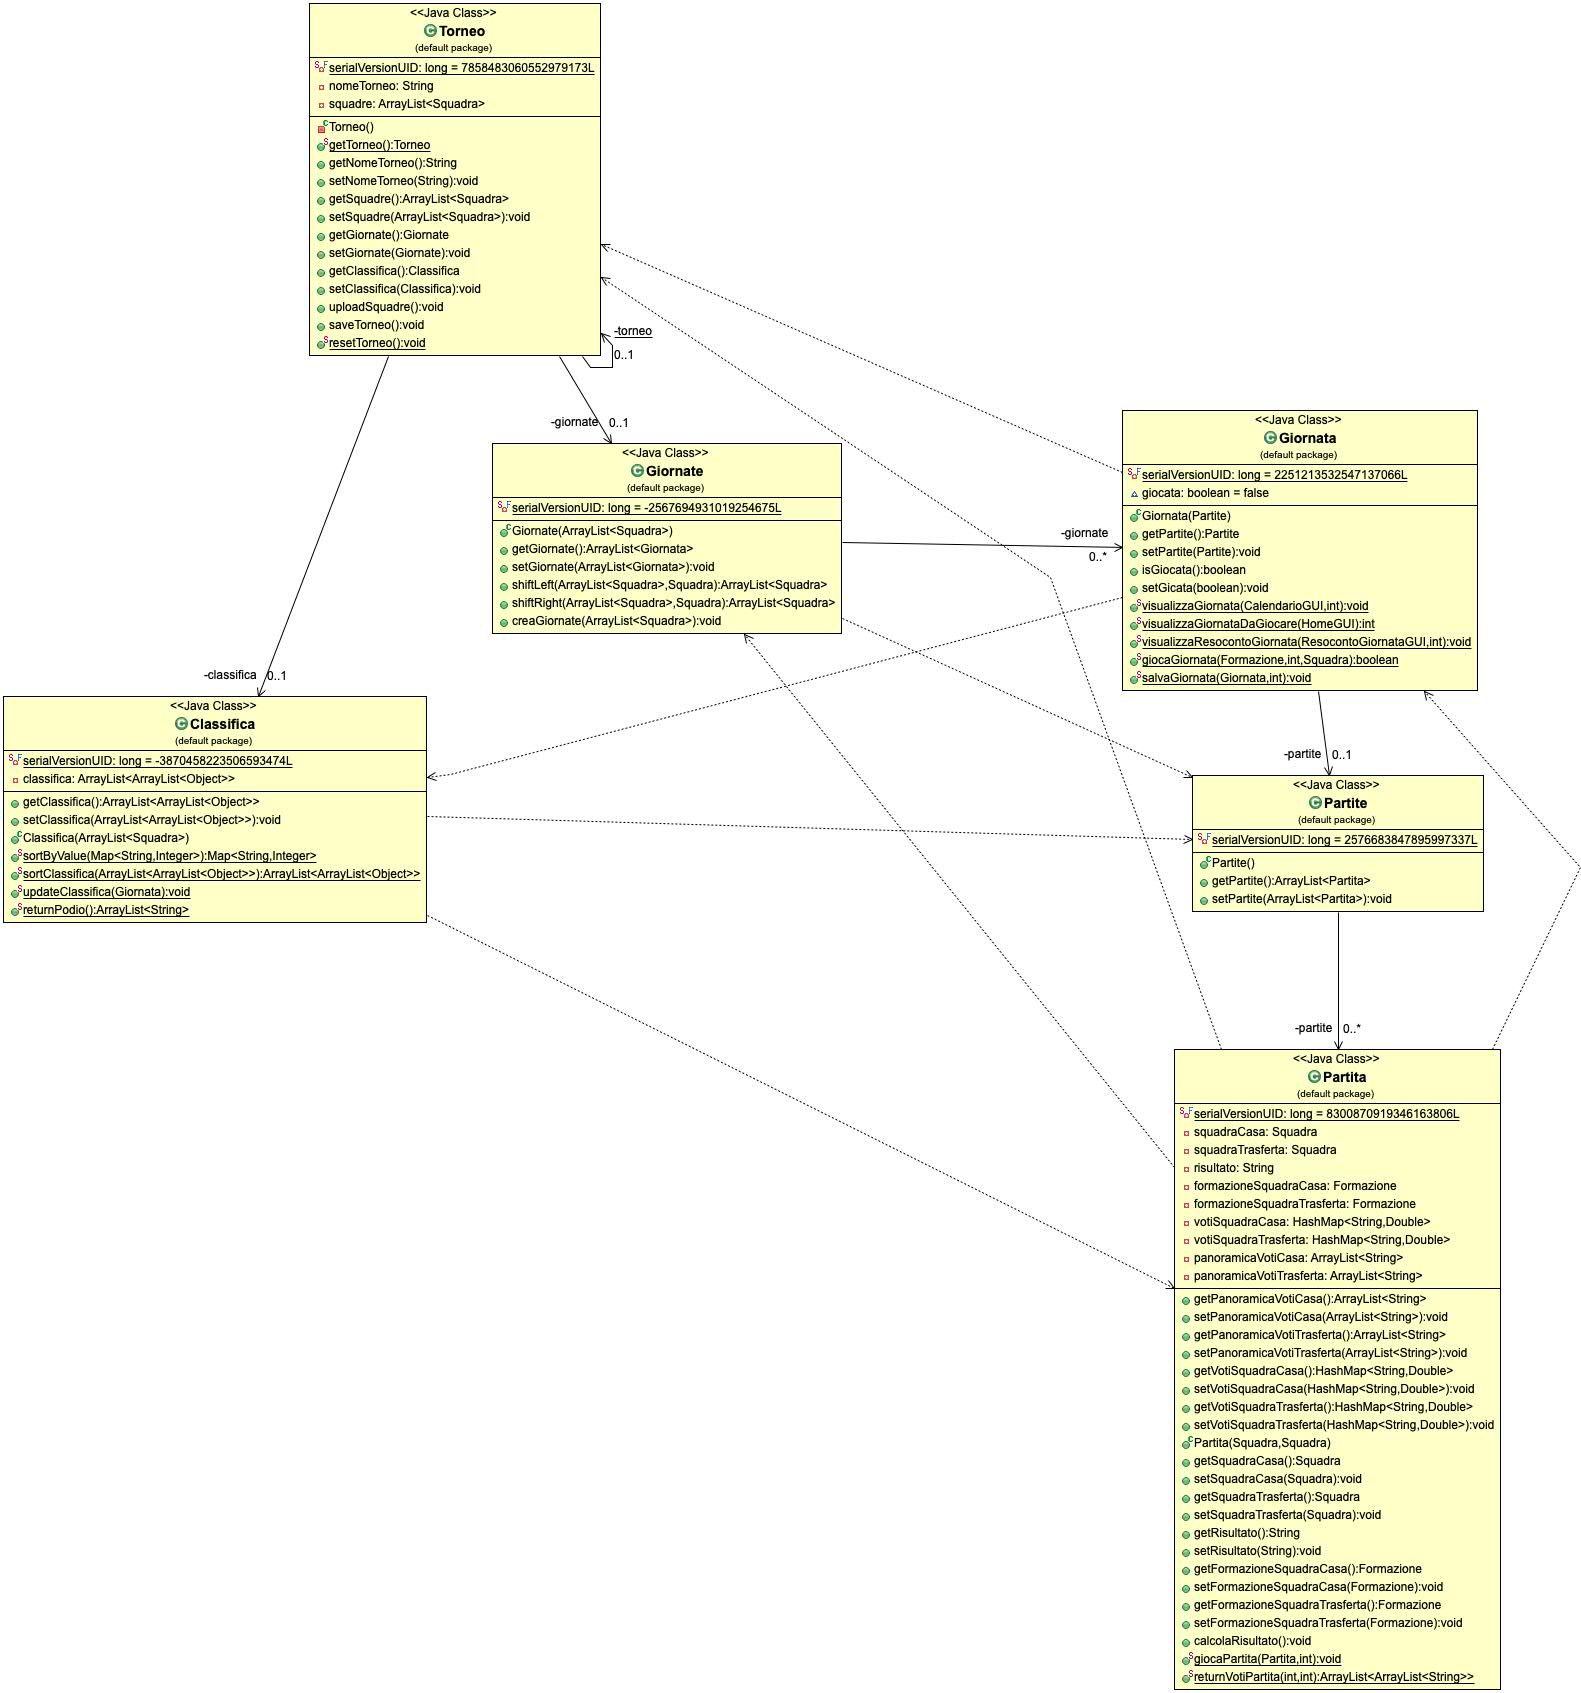 <<Java Class>>
Torneo
(default package)
serialVersionUID: long = 7858483060552979173L
nomeTorneo: String
squadre: ArrayList<Squadra>
Torneo()
getTorneo():Torneo
getNomeTorneo():String
setNomeTorneo(String):void
getSquadre():ArrayList<Squadra>
setSquadre(ArrayList<Squadra>):void
getGiornate():Giornate
setGiornate(Giornate):void
getClassifica():Classifica
setClassifica(Classifica):void
uploadSquadre():void
saveTorneo():void
resetTorneo():void
-torneo
0..1
-giornate 0..1
<<Java Class>>
Giornate
(default package)
serialVersionUID: long = -2567694931019254675L
Giornate(ArrayList<Squadra>)
getGiornate():ArrayList<Giornata>
setGiornate(ArrayList<Giornata>):void
shiftLeft(ArrayList<Squadra>,Squadra):ArrayList<Squadra>
shiftRight(ArrayList<Squadra>,Squadra):ArrayList<Squadra>
creaGiornate(ArrayList<Squadra>):void
-giornate
0..*
<<Java Class>>
Giornata
(default package)
serialVersionUID: long = 2251213532547137066L
giocata: boolean = false
Giornata(Partite)
getPartite():Partite
setPartite(Partite):void
isGiocata():boolean
setGicata(boolean):void
visualizzaGiornata(CalendarioGUI,int):void
visualizzaGiornataDaGiocare(HomeGUI):int
visualizzaResocontoGiornata(ResocontoGiornataGUI,int):void
giocaGiornata(Formazione,int,Squadra):boolean
salvaGiornata(Giornata,int):void
-classifica 0..1
<<Java Class>>
Classifica
(default package)
serialVersionUID: long = -3870458223506593474L
classifica: ArrayList<ArrayList<Object>>
getClassifica():ArrayList<ArrayList<Object>>
setClassifica(ArrayList<ArrayList<Object>>):void
Classifica(ArrayList<Squadra>)
sortByValue(Map<String,Integer>):Map<String,Integer>
sortClassifica(ArrayList<ArrayList<Object>>):ArrayList<ArrayList<Object>>
updateClassifica(Giornata):void
returnPodio():ArrayList<String>
-partite 0..1
<<Java Class>>
Partite
(default package)
serialVersionUID: long = 2576683847895997337L
Partite()
getPartite():ArrayList<Partita>
setPartite(ArrayList<Partita>):void
-partite 0..*
<<Java Class>>
Partita
(default package)
serialVersionUID: long = 8300870919346163806L
squadraCasa: Squadra
squadraTrasferta: Squadra
risultato: String
formazioneSquadraCasa: Formazione
formazioneSquadraTrasferta: Formazione
votiSquadraCasa: HashMap<String,Double>
votiSquadraTrasferta: HashMap<String,Double>
panoramicaVotiCasa: ArrayList<String>
panoramicaVotiTrasferta: ArrayList<String>
getPanoramicaVotiCasa():ArrayList<String>
setPanoramicaVotiCasa(ArrayList<String>):void
getPanoramicaVotiTrasferta():ArrayList<String>
setPanoramicaVotiTrasferta(ArrayList<String>):void
getVotiSquadraCasa():HashMap<String,Double>
setVotiSquadraCasa(HashMap<String,Double>):void
getVotiSquadraTrasferta():HashMap<String,Double>
setVotiSquadraTrasferta(HashMap<String,Double>):void
Partita(Squadra,Squadra)
getSquadraCasa():Squadra
setSquadraCasa(Squadra):void
getSquadraTrasferta():Squadra
setSquadraTrasferta(Squadra):void
getRisultato():String
setRisultato(String):void
getFormazioneSquadraCasa():Formazione
setFormazioneSquadraCasa(Formazione):void
getFormazioneSquadraTrasferta():Formazione
setFormazioneSquadraTrasferta(Formazione):void
calcolaRisultato():void
giocaPartita(Partita,int):void
returnVotiPartita(int,int):ArrayList<ArrayList<String>>